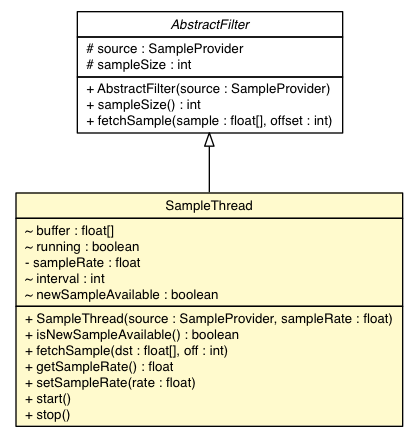 AbstractFilter
# source : SampleProvider
# sampleSize : int
+ AbstractFilter(source : SampleProvider)
+ sampleSize() : int
+ fetchSample(sample : float[], offset : int)
SampleThread
~ buffer : float[]
~ running : boolean
- sampleRate : float
~ interval : int
~ newSampleAvailable : boolean
+ SampleThread(source : SampleProvider, sampleRate : float)
+ isNewSampleAvailable() : boolean
+ fetchSample(dst : float[], off : int)
+ getSampleRate() : float
+ setSampleRate(rate : float)
+ start()
+ stop()